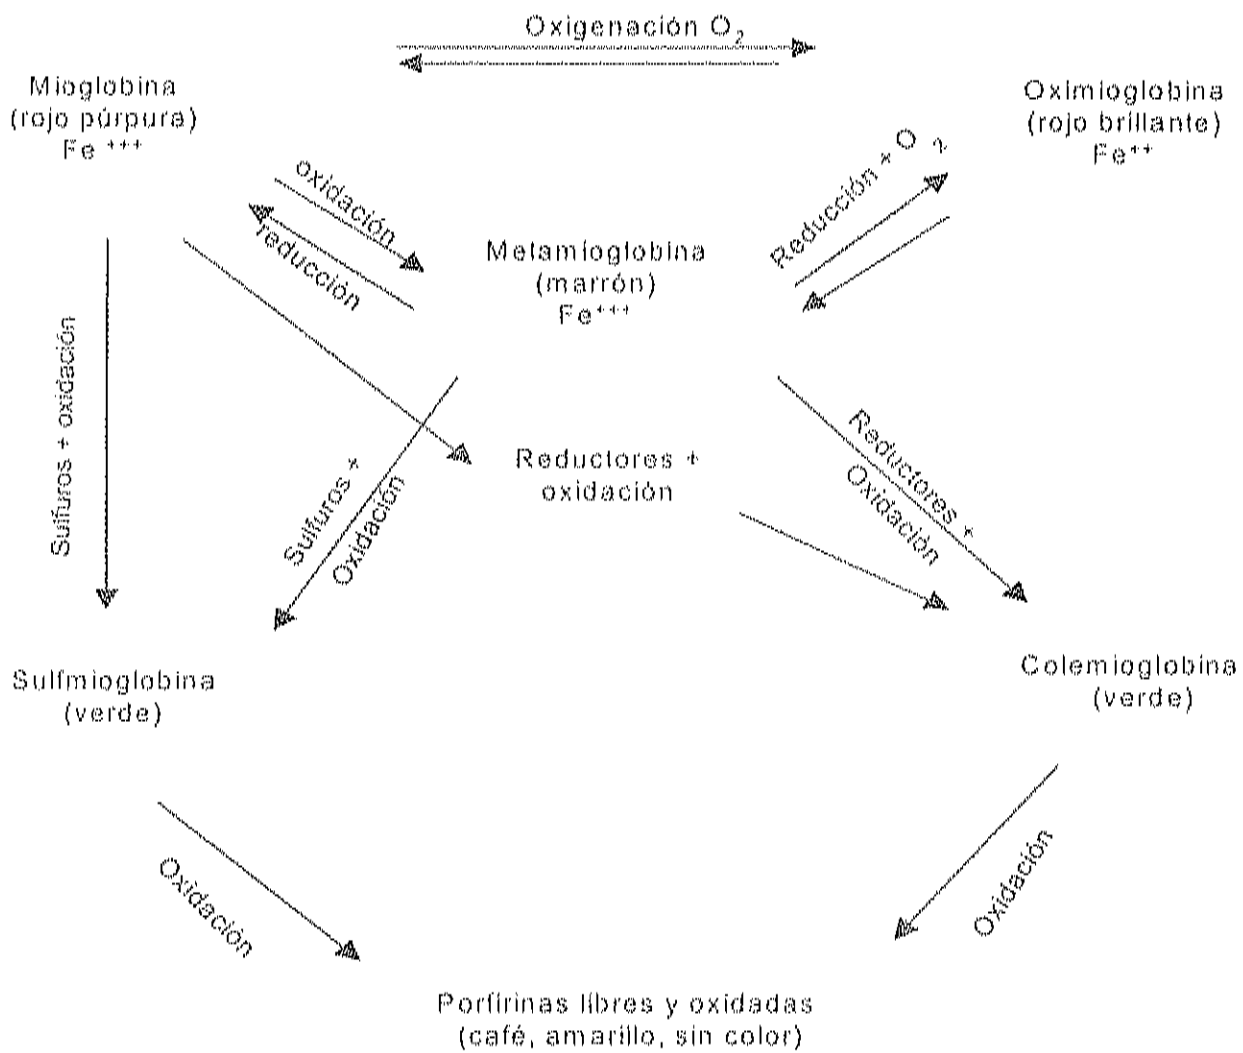 Oxigenación O2
Mioglobina
(rojo púrpura)
Fe +++
Oximioglobina
(rojo brillante)
Fe++
oxidación
reducción
Metamioglobina
(marrón)
Fe+++
Reducción + O2
Sulfuros + oxidación
Sulfuros +
Oxidación
Reductores +
oxidación
Reductores +
Oxidación
Sulfmioglobina
(verde)
Colemioglobina
(verde)
Oxidación
Oxidación
Porfirinas libres y oxidadas
(café, amarillo, sin color)